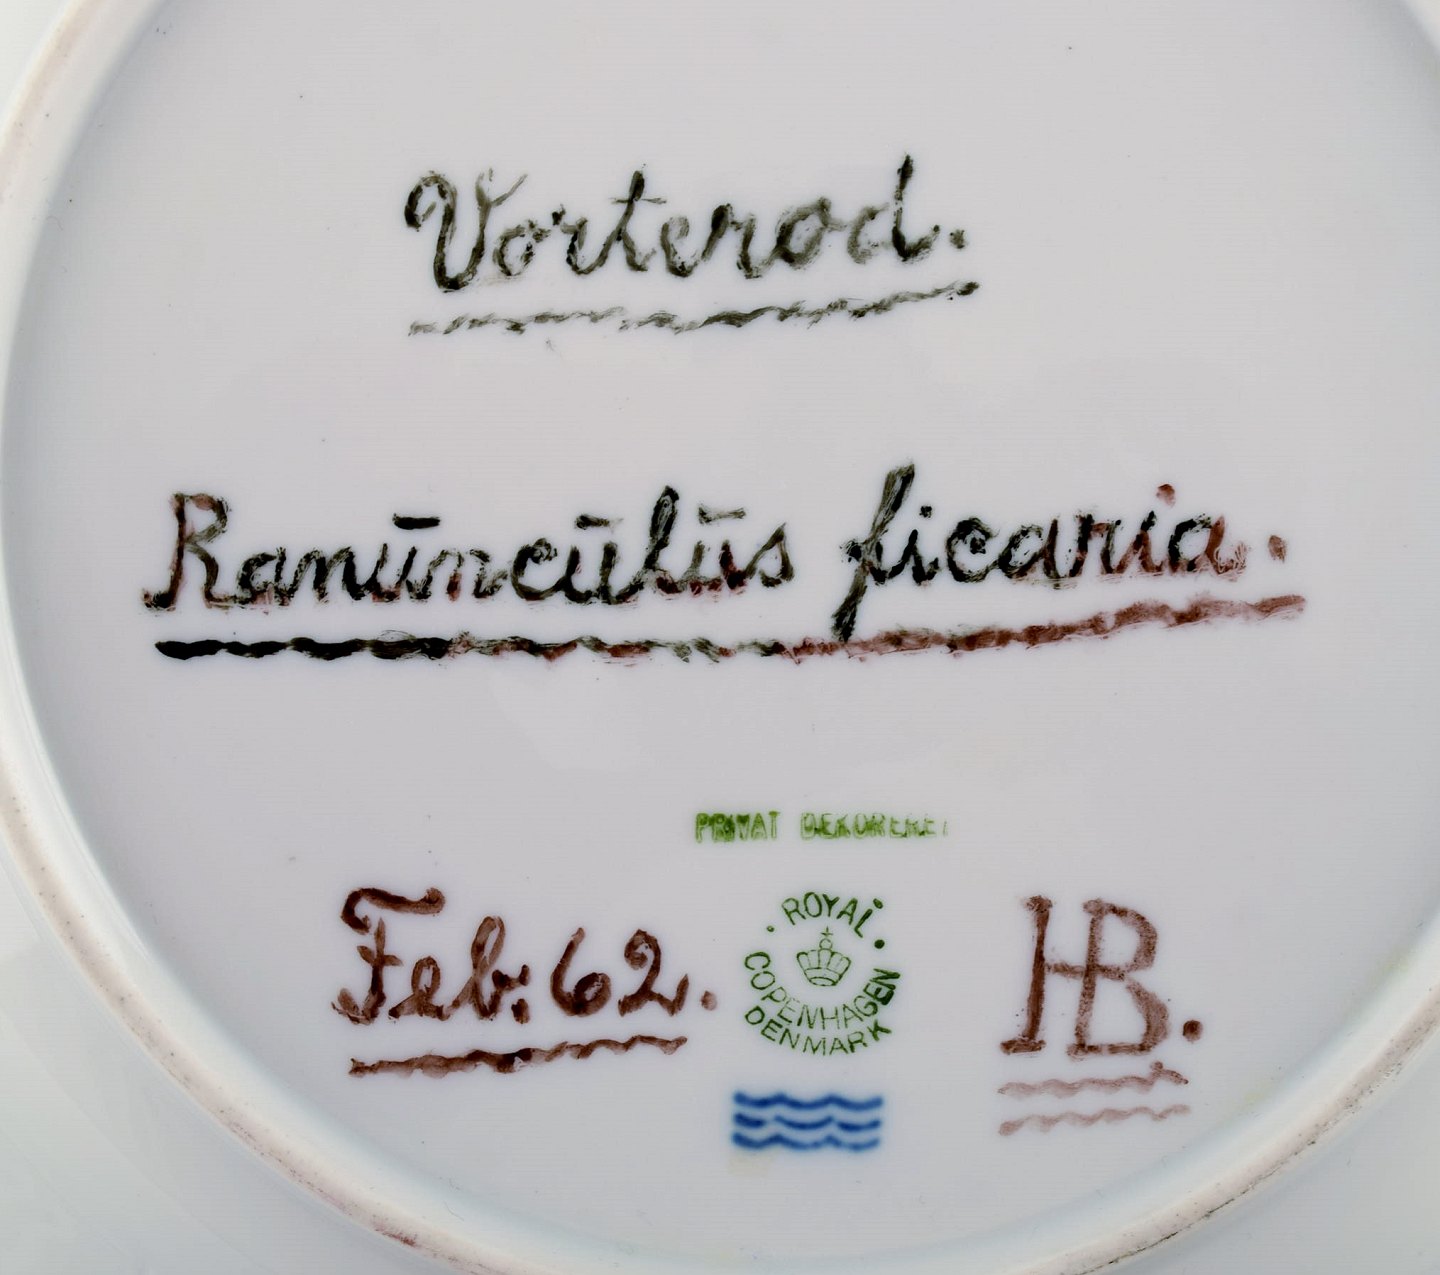 Vorterod.
Ranūncūlūs ficaria.
PRIVAT DEKORERET
Feb: 62.
· ROYAL ·
COPENHAGEN
DENMARK
HB.